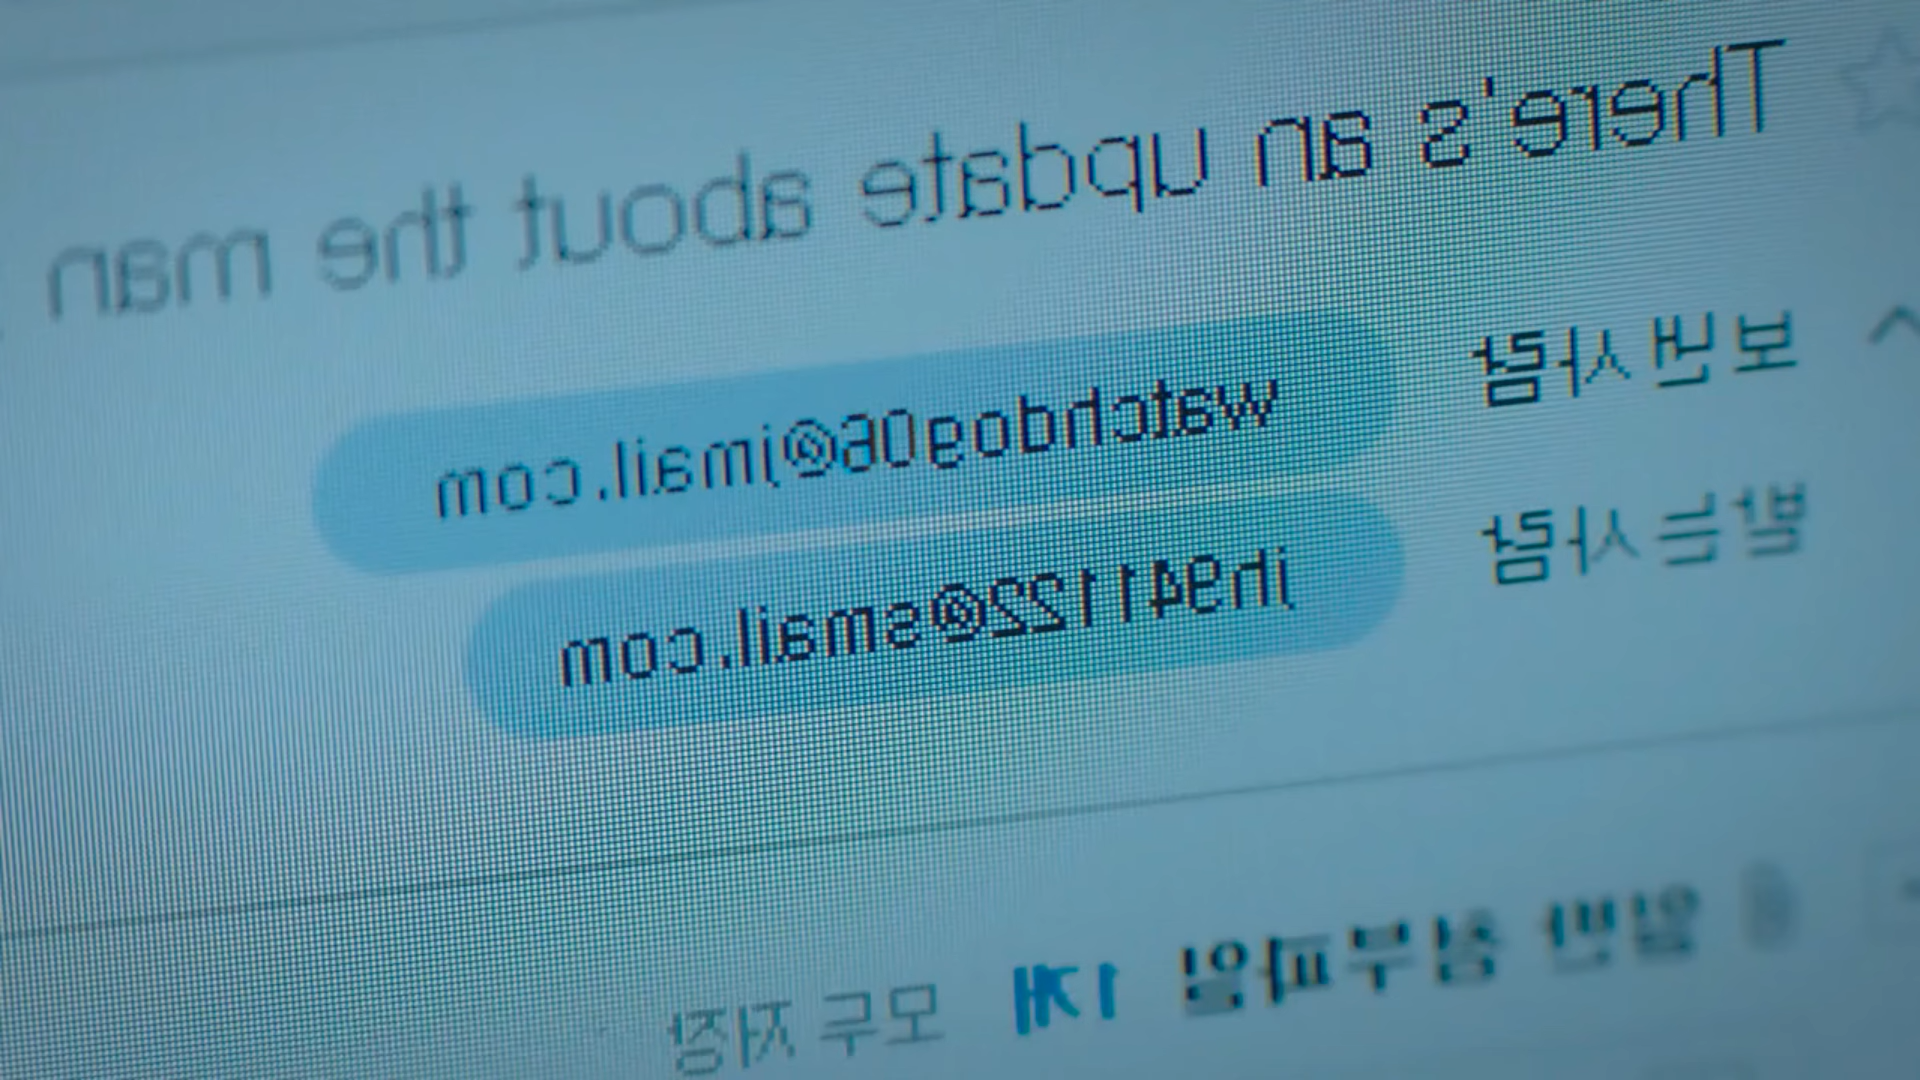 There's an update about the man
보낸사람 watchdog06@jmail.com
받는사람 jh941122@smail.com
일반 첨부파일 1개 모두 저장